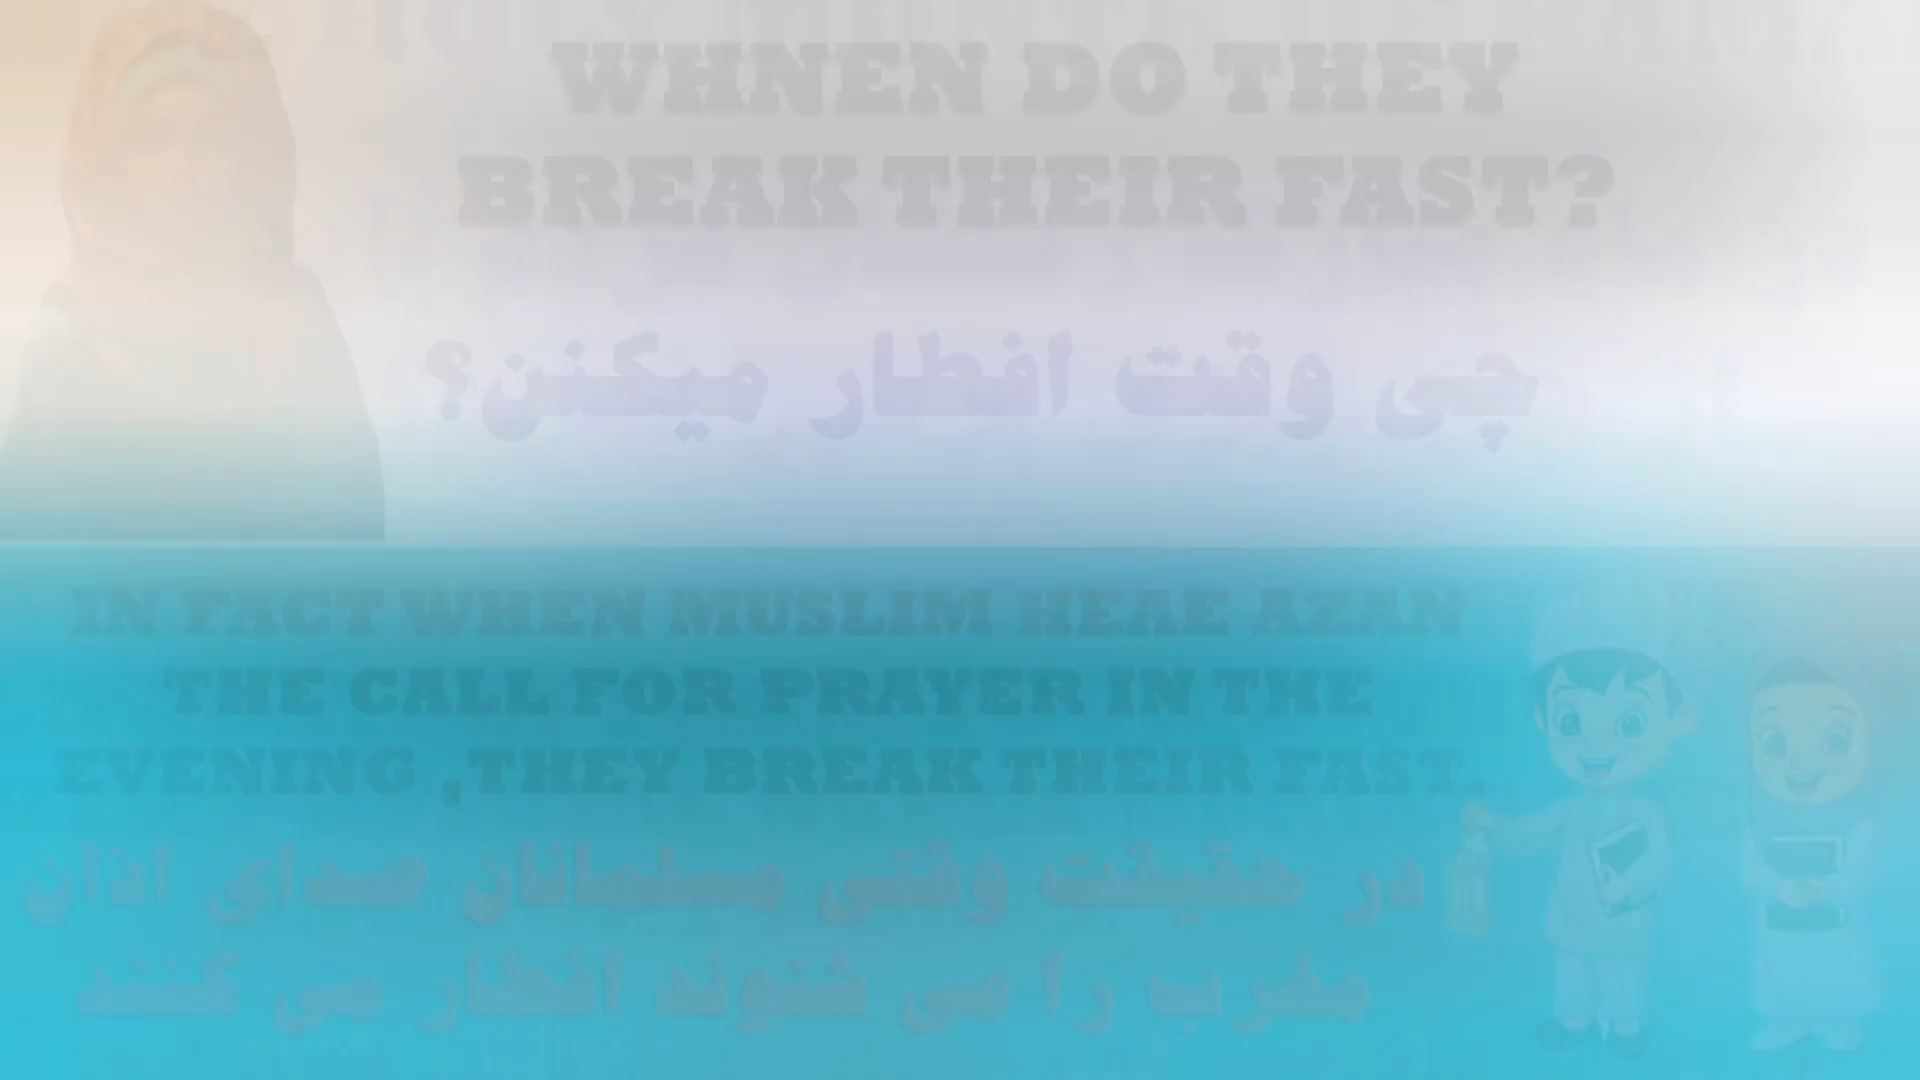 WHNEN DO THEY
BREAK THEIR FAST?
چی وقت افطار میکنن؟
IN FACT WHEN MUSLIM HEAE AZAN
THE CALL FOR PRAYER IN THE
EVENING ,THEY BREAK THEIR FAST.
در حقیقت وقتی مسلمانان صدای اذان
مغرب را می شنوند افطار می کنند